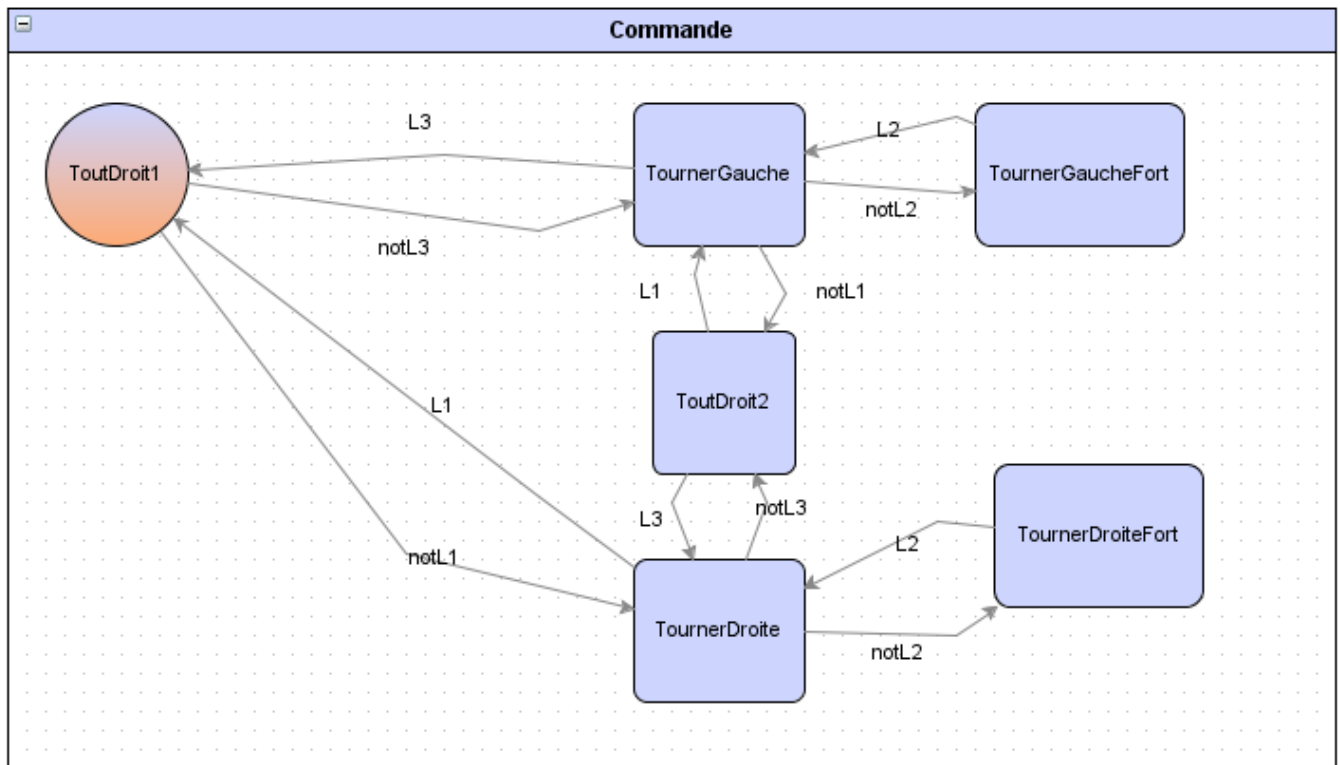 Commande
L3
L2
ToutDroit1
TournerGauche
TournerGaucheFort
notL2
notL3
L1
notL1
ToutDroit2
L1
notL3
L3
TournerDroiteFort
L2
notL1
TournerDroite
notL2